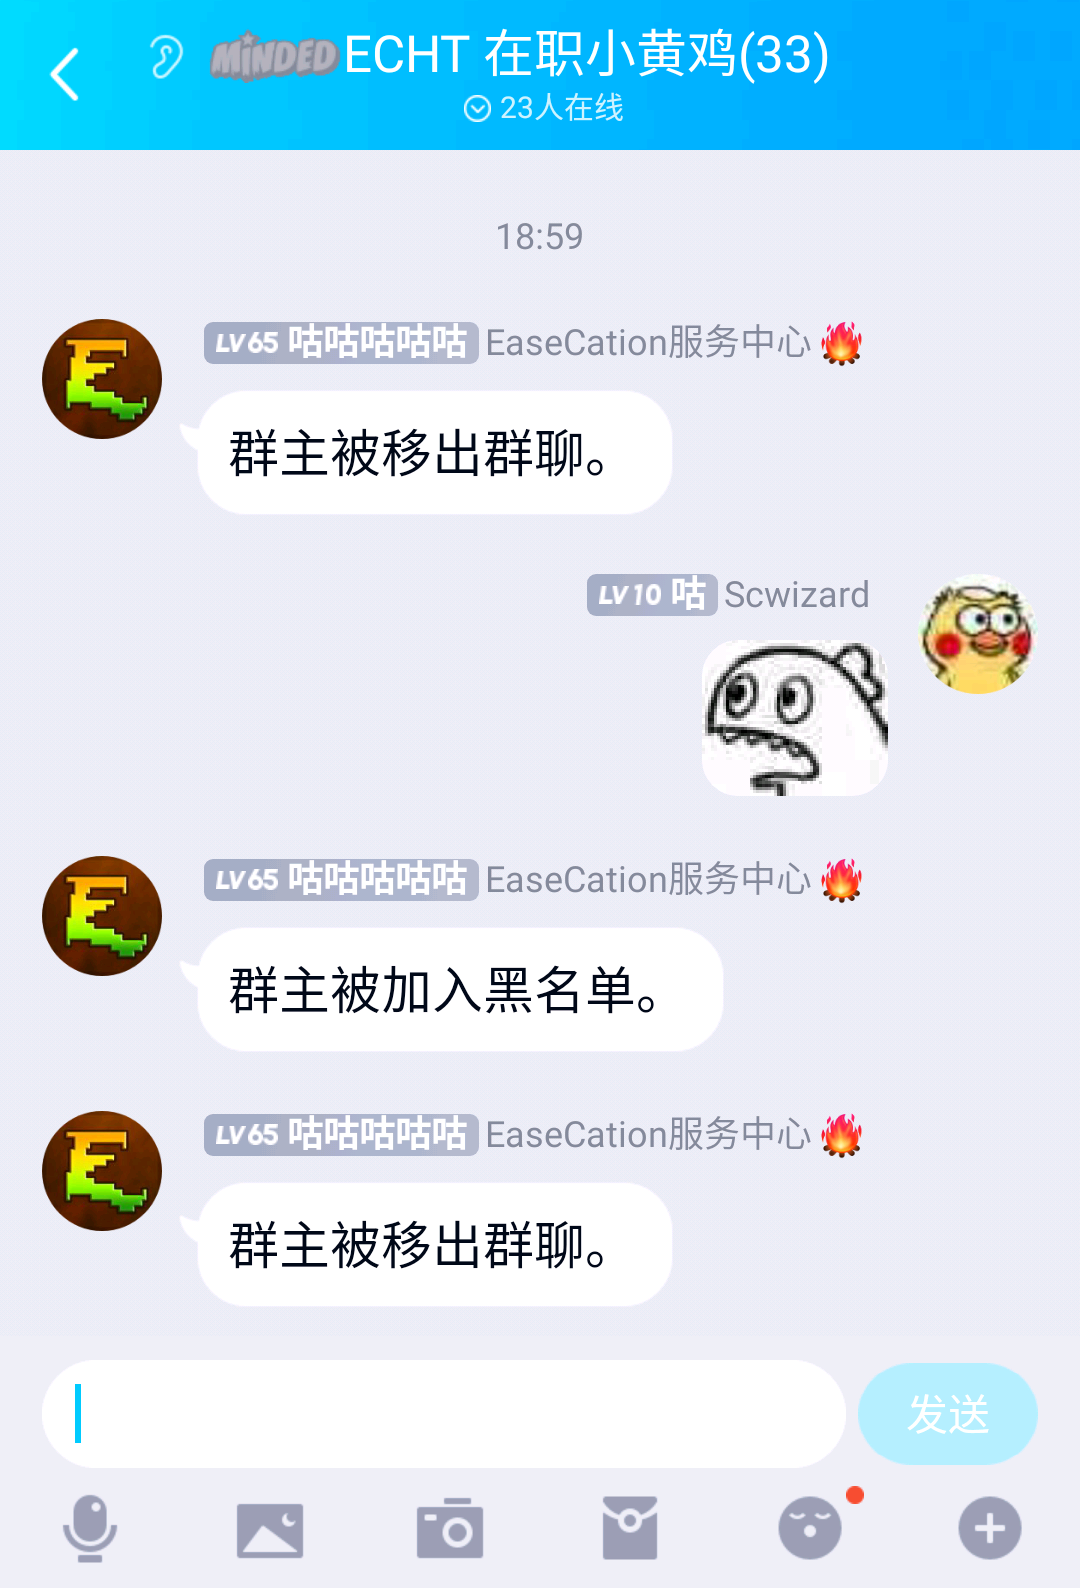 MiNDED ECHT 在职小黄鸡(33)
23人在线
18:59
LV65 咕咕咕咕咕 EaseCation服务中心
群主被移出群聊。
LV10 咕 Scwizard
LV65 咕咕咕咕咕 EaseCation服务中心
群主被加入黑名单。
LV65 咕咕咕咕咕 EaseCation服务中心
群主被移出群聊。
发送